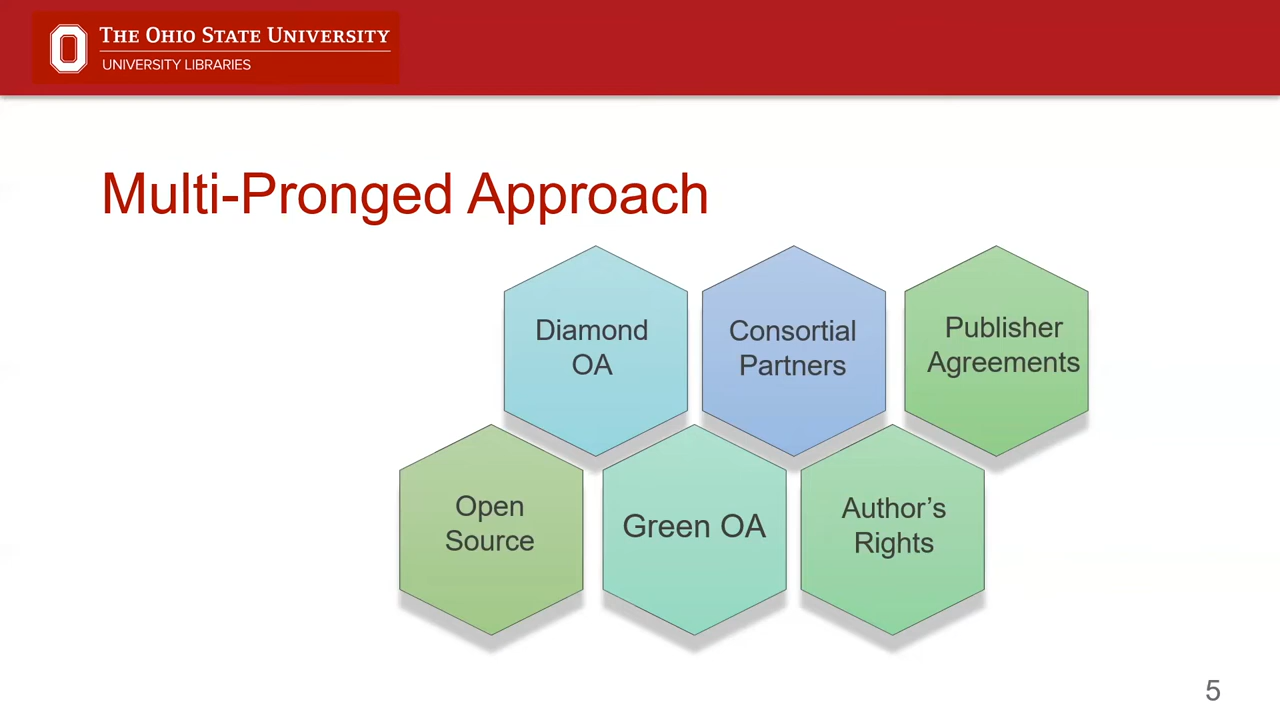 THE OHIO STATE UNIVERSITY
UNIVERSITY LIBRARIES
Multi-Pronged Approach
Diamond
OA
Consortial
Partners
Publisher
Agreements
Open
Source
Green OA
Author’s
Rights
5